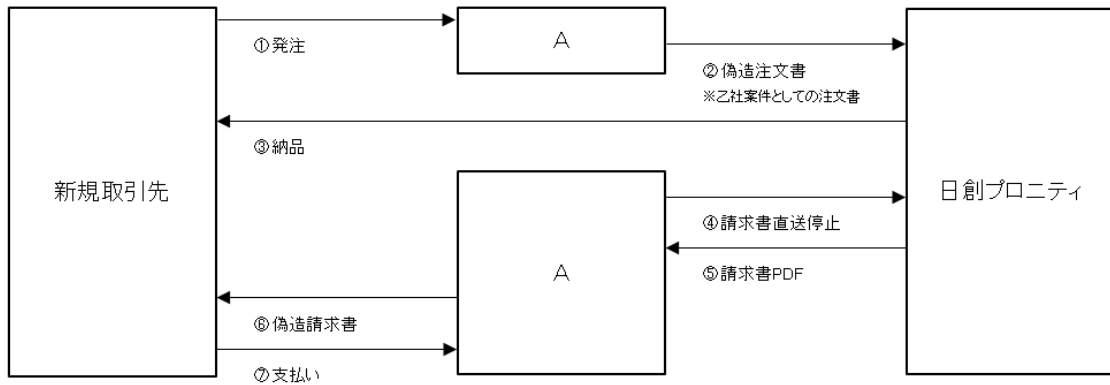 ①発注
A
②偽造注文書
※乙社案件としての注文書
③納品
新規取引先
日創プロニティ
④請求書直送停止
A
⑤請求書PDF
⑥偽造請求書
⑦支払い